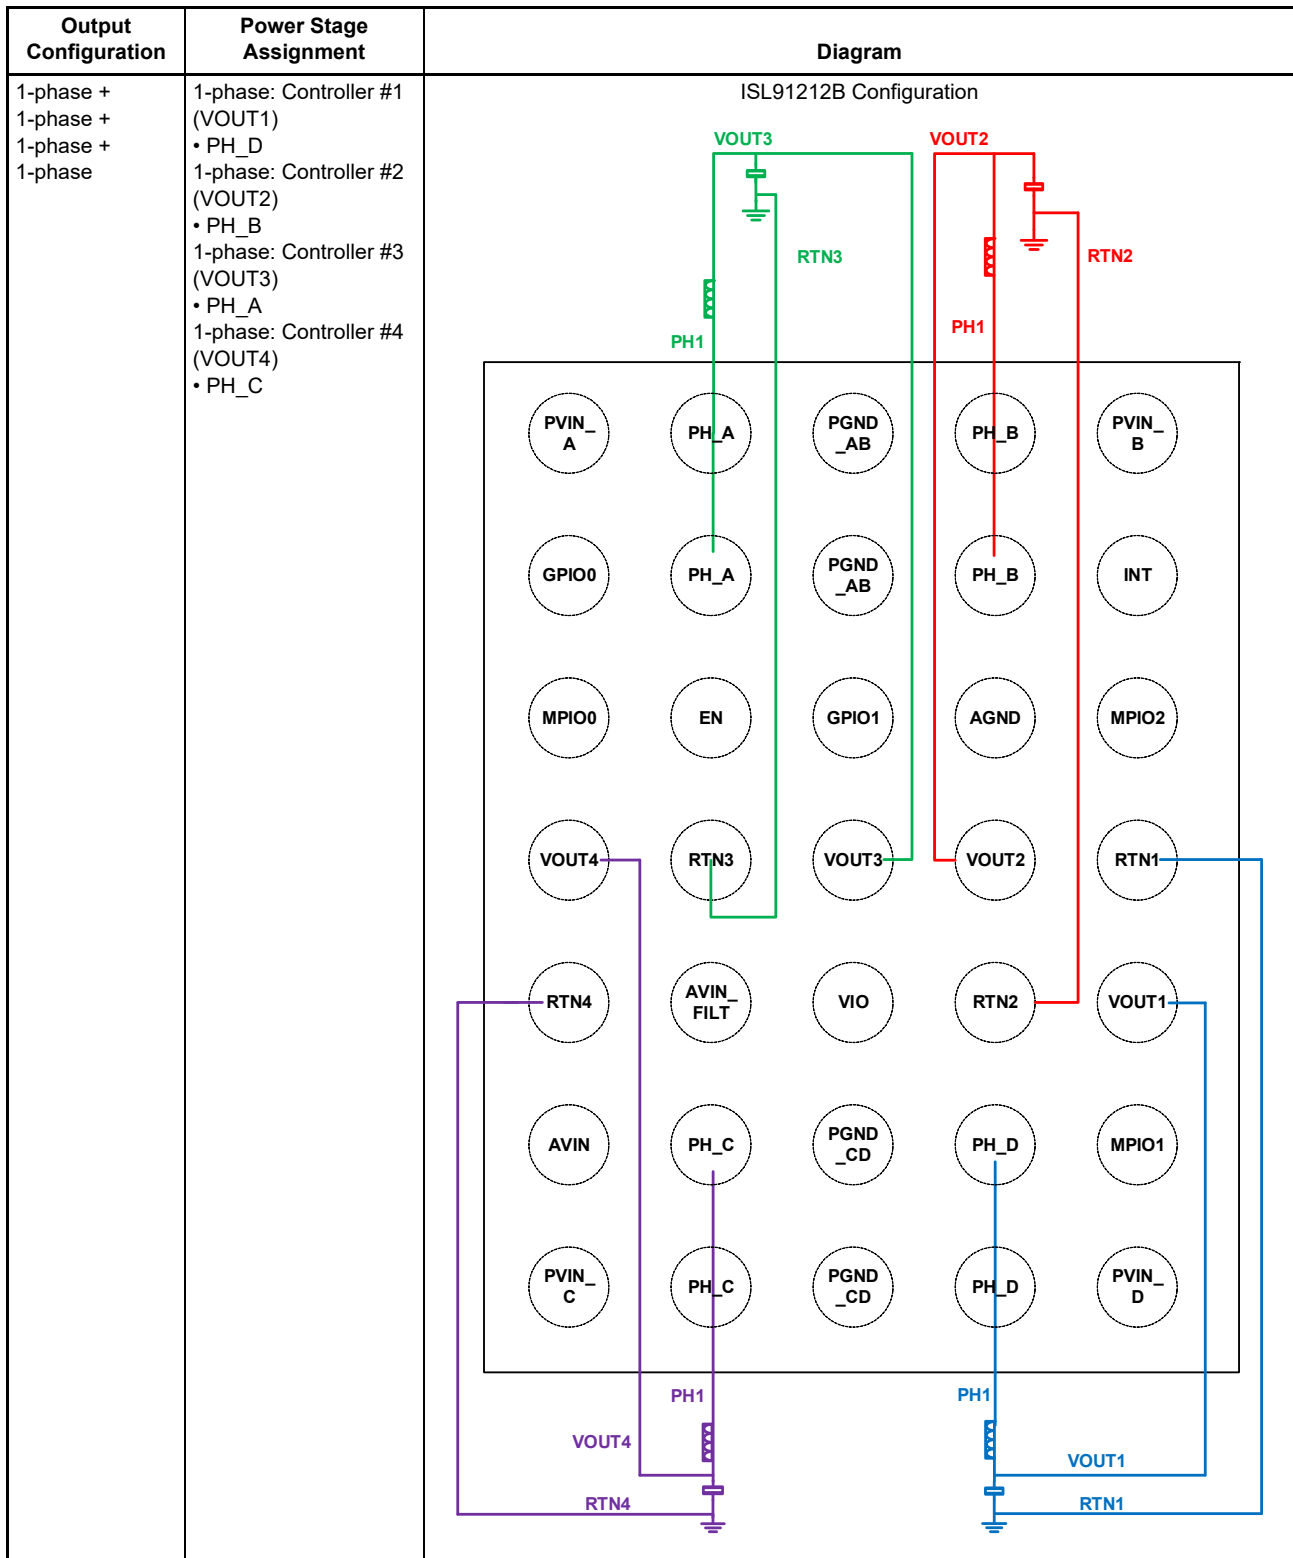 Output
Configuration
Power Stage
Assignment
Diagram
1-phase +
1-phase +
1-phase +
1-phase
1-phase: Controller #1
(VOUT1)
• PH_D
1-phase: Controller #2
(VOUT2)
• PH_B
1-phase: Controller #3
(VOUT3)
• PH_A
1-phase: Controller #4
(VOUT4)
• PH_C
ISL91212B Configuration
VOUT3
VOUT2
RTN3
RTN2
PH1
PH1
PVIN_
A
PH_A
PGND
_AB
PH_B
PVIN_
B
GPIO0
PH_A
PGND
_AB
PH_B
INT
MPIO0
EN
GPIO1
AGND
MPIO2
VOUT4
RTN3
VOUT3
VOUT2
RTN1
RTN4
AVIN_
FILT
VIO
RTN2
VOUT1
AVIN
PH_C
PGND
_CD
PH_D
MPIO1
PVIN_
C
PH_C
PGND
_CD
PH_D
PVIN_
D
PH1
PH1
VOUT4
VOUT1
RTN4
RTN1